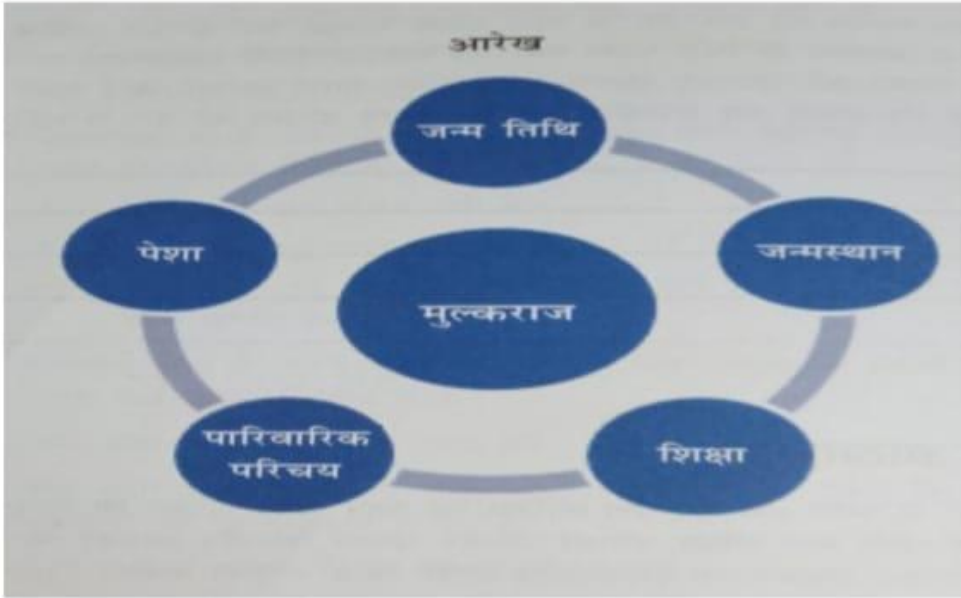 आरेख
जन्म तिथि
जन्मस्थान
शिक्षा
पारिवारिक
परिचय
पेशा
मुल्कराज